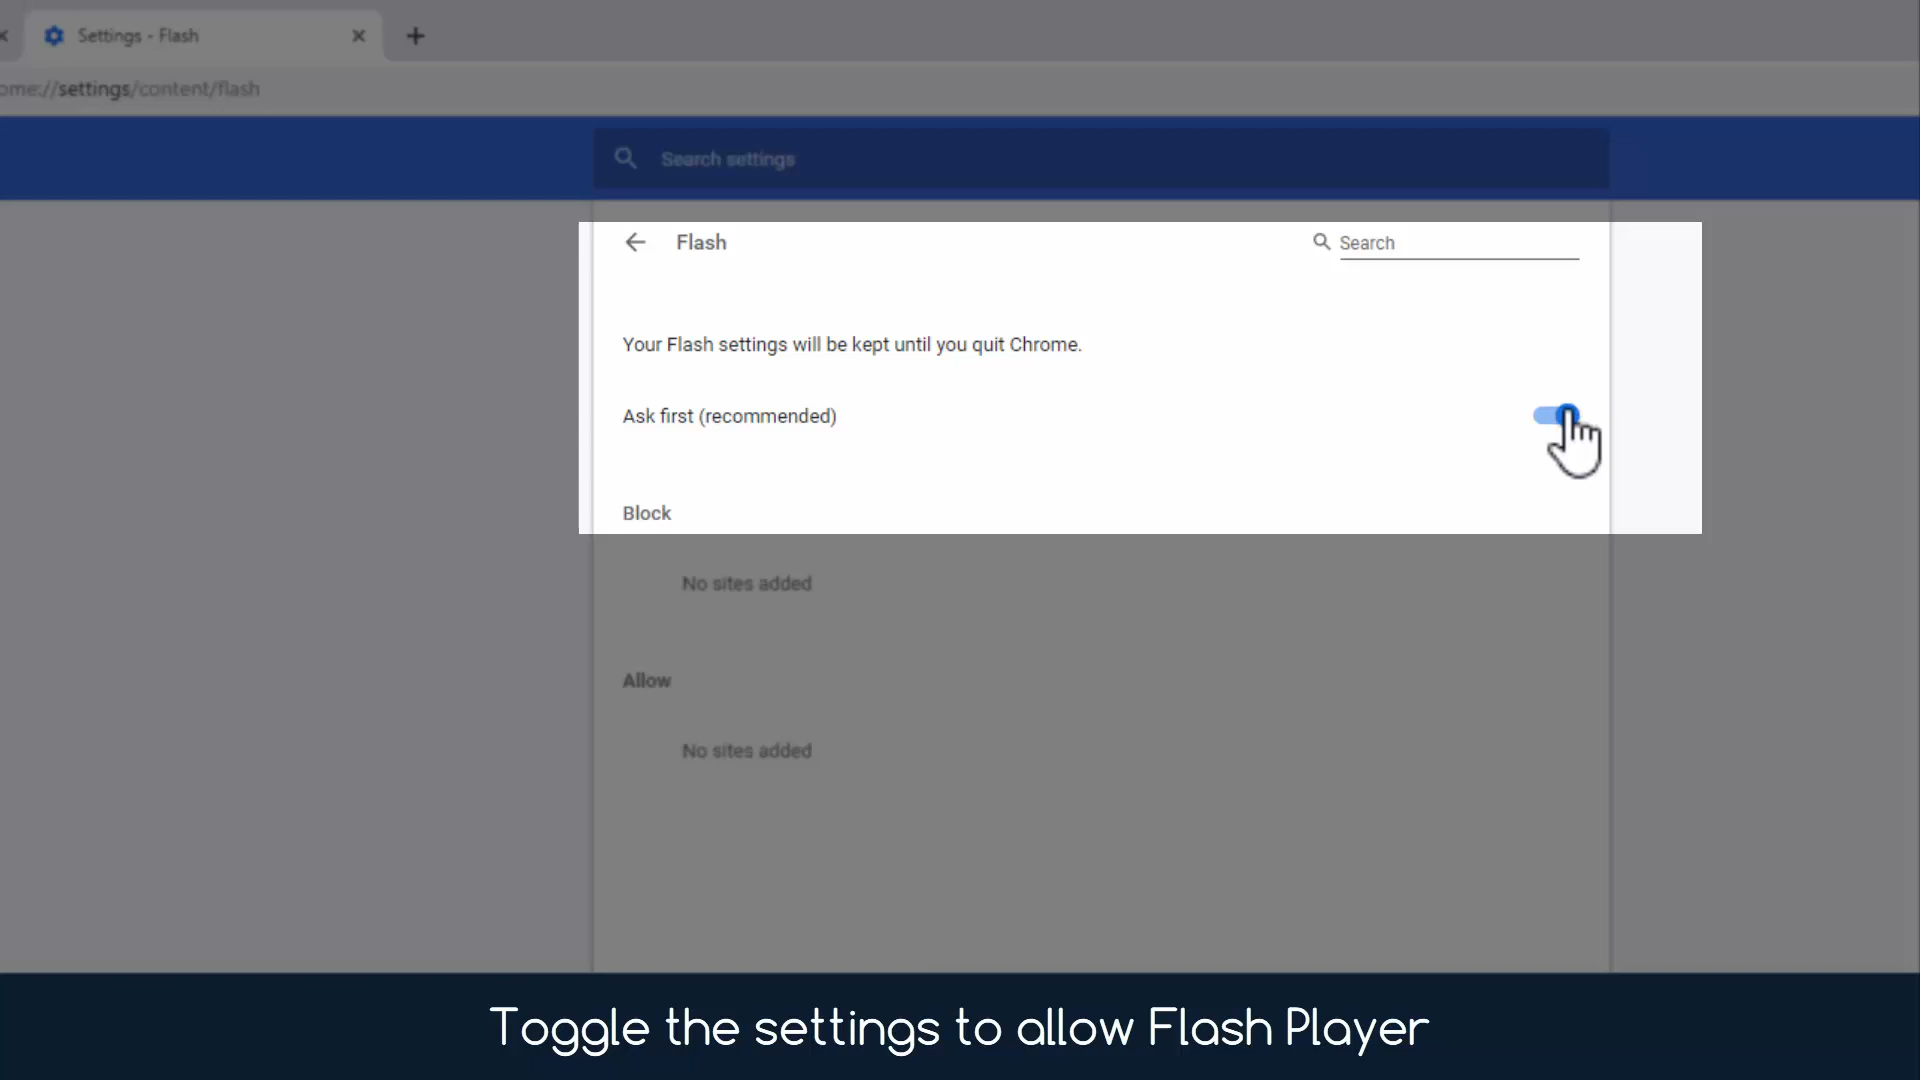 Settings - Flash
ome://settings/content/flash
Search settings
Flash
Search
Your Flash settings will be kept until you quit Chrome.
Ask first (recommended)
Block
No sites added
Allow
No sites added
Toggle the settings to allow Flash Player